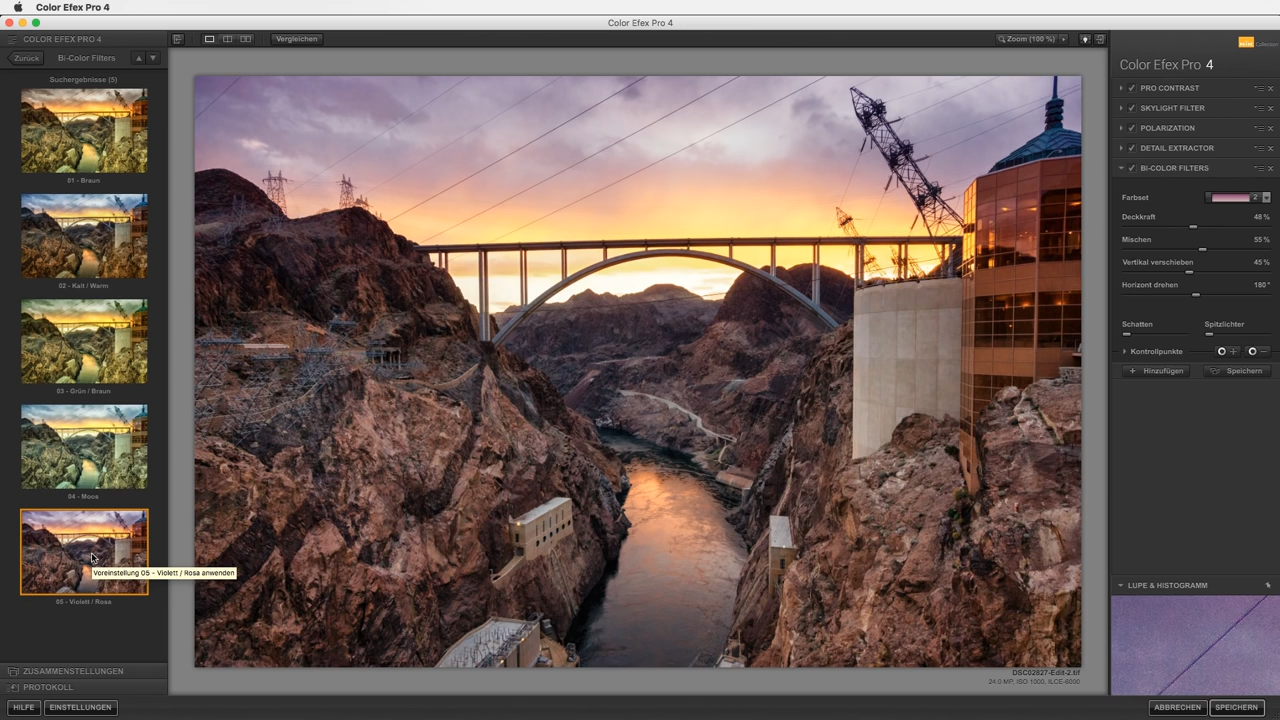 Color Efex Pro 4
Color Efex Pro 4
COLOR EFEX PRO 4
Vergleichen
Zoom (100 %)
Zurück
Bi-Color Filters
Suchergebnisse (5)
01 - Braun
02 - Kalt / Warm
03 - Grün / Braun
04 - Moos
Voreinstellung 05 - Violett / Rosa anwenden
05 - Violett / Rosa
ZUSAMMENSTELLUNGEN
PROTOKOLL
HILFE
EINSTELLUNGEN
DSC02827-Edit-2.tif
24.0 MP, ISO 1000, ILCE-6000
Collection
Color Efex Pro 4
PRO CONTRAST
SKYLIGHT FILTER
POLARIZATION
DETAIL EXTRACTOR
BI-COLOR FILTERS
Farbset 2
Deckkraft 48 %
Mischen 55 %
Vertikal verschieben 45 %
Horizont drehen 180 °
Schatten Spitzlichter
Kontrollpunkte
Hinzufügen Speichern
LUPE & HISTOGRAMM
ABBRECHEN
SPEICHERN